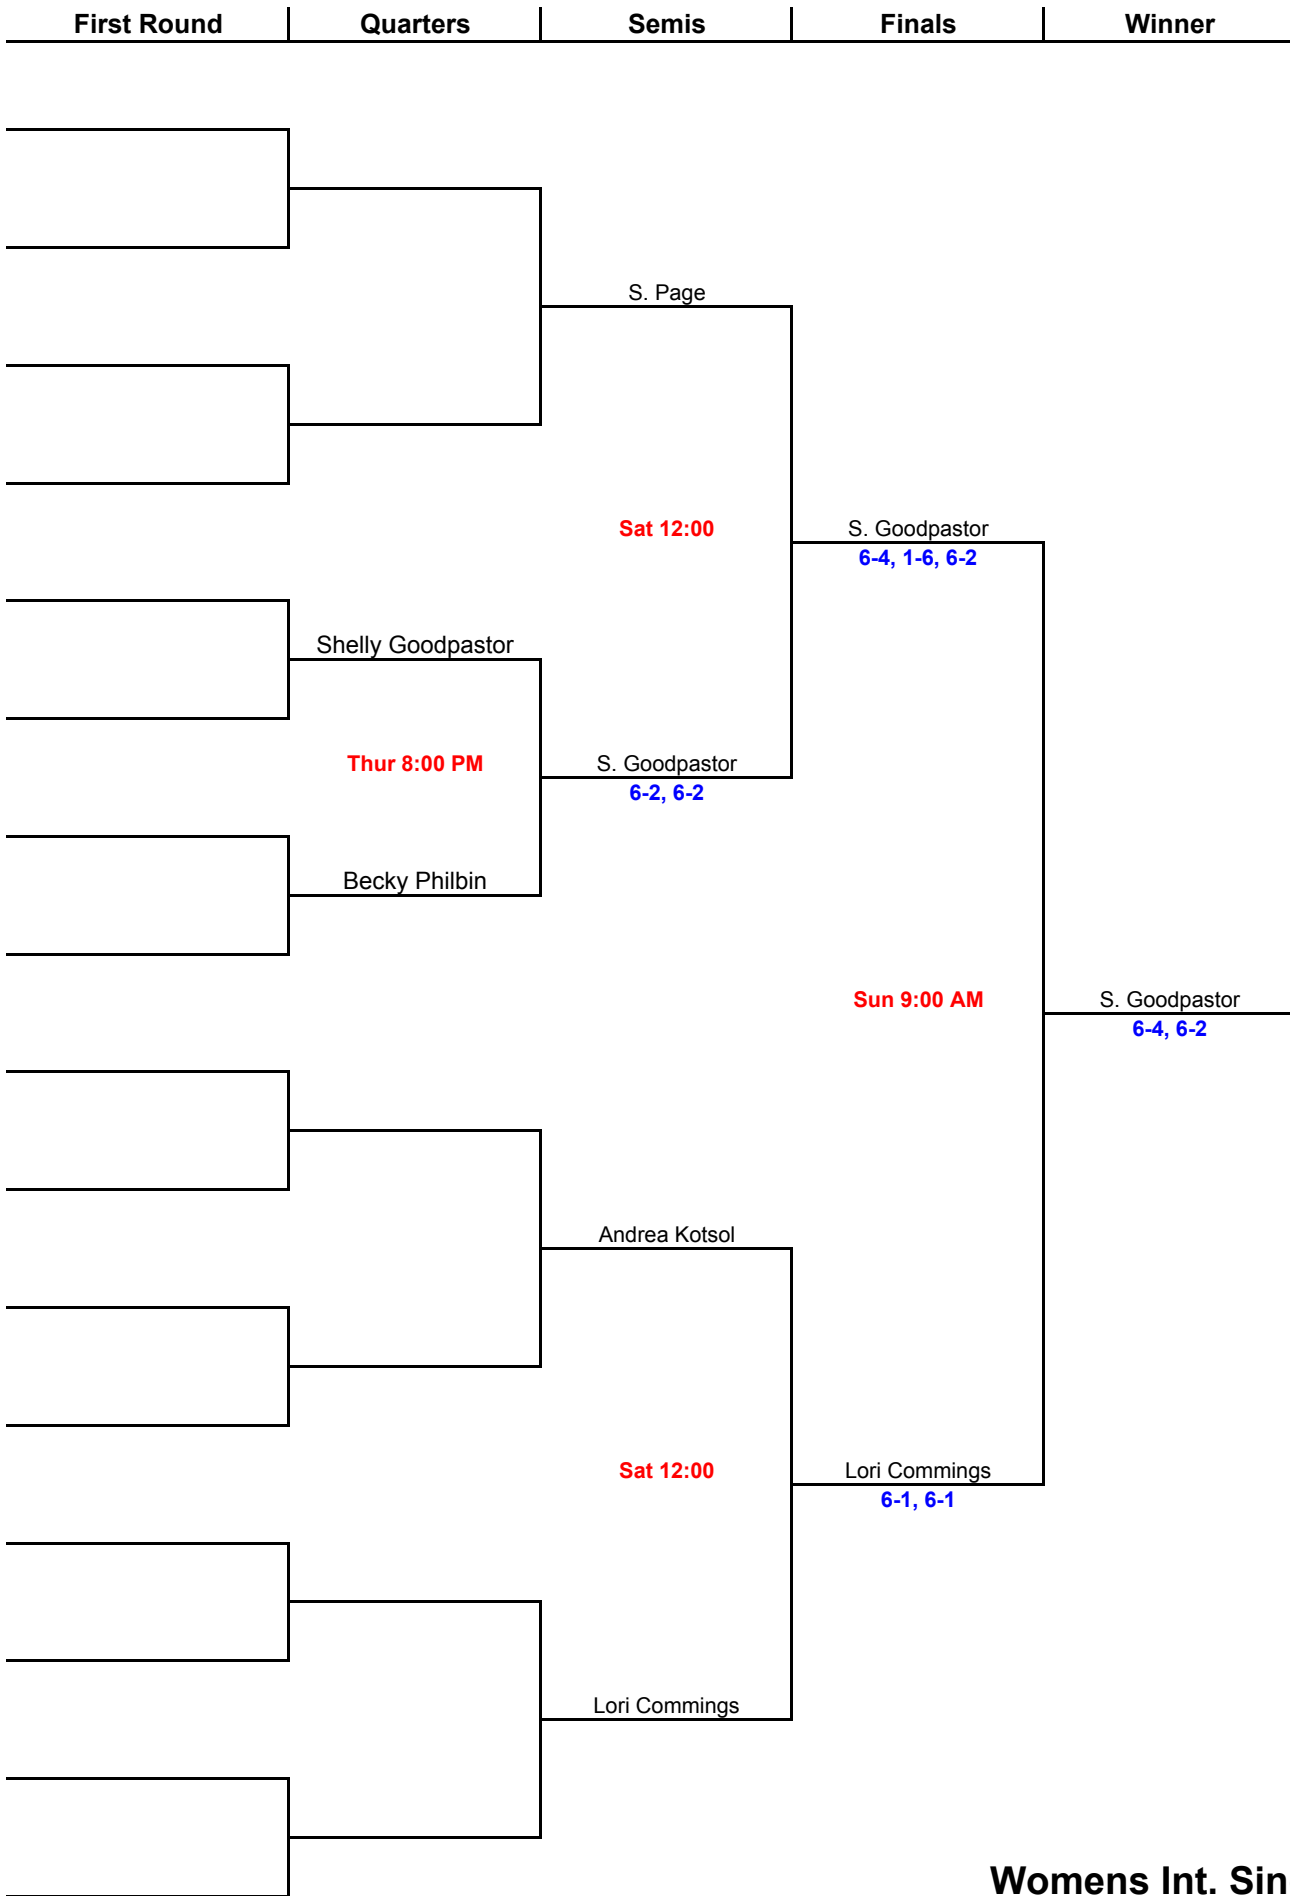 First Round Quarters Semis Finals Winner
S. Page
Sat 12:00 S. Goodpastor
6-4, 1-6, 6-2
Shelly Goodpastor
Thur 8:00 PM S. Goodpastor
6-2, 6-2
Becky Philbin
Sun 9:00 AM S. Goodpastor
6-4, 6-2
Andrea Kotsol
Sat 12:00 Lori Commings
6-1, 6-1
Lori Commings
Womens Int. Sin